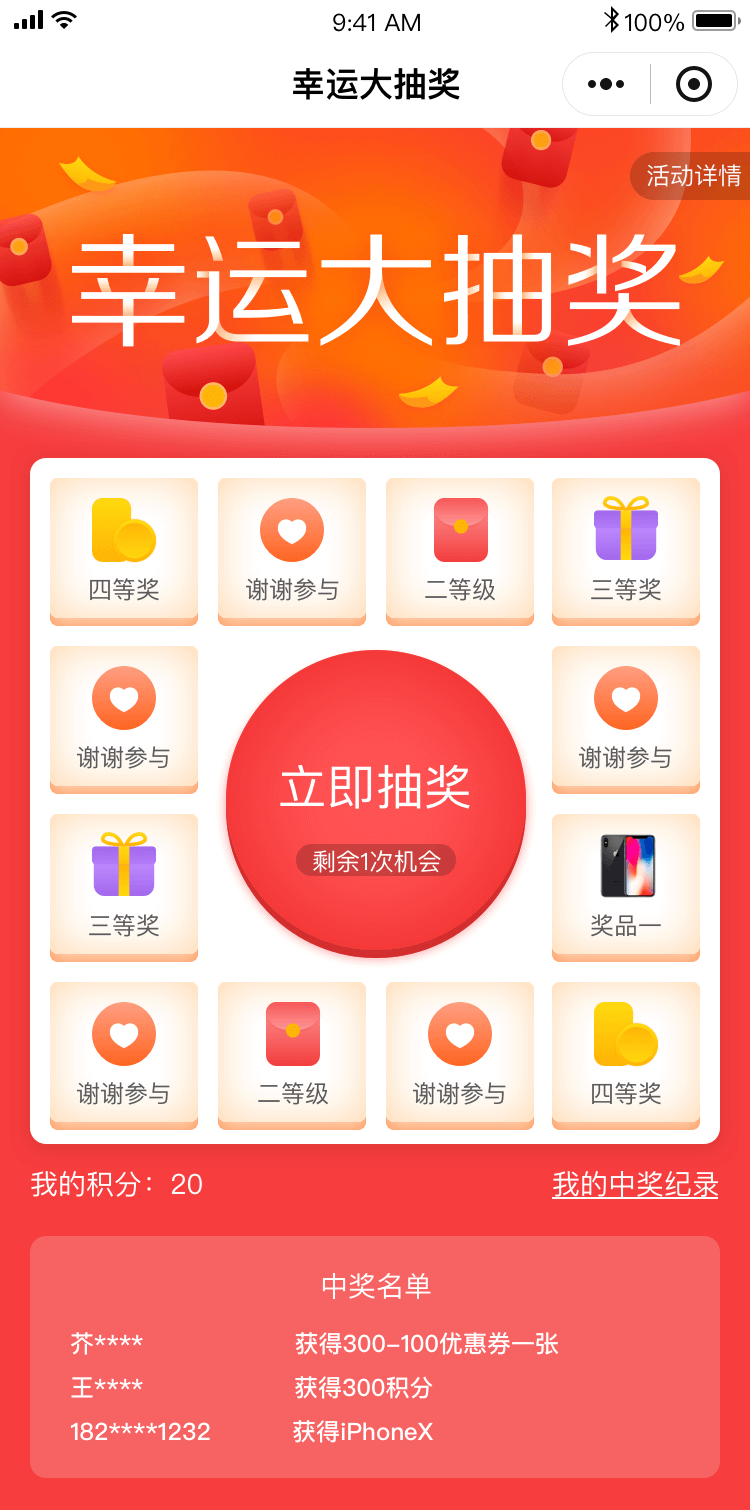 9:41 AM 100%
幸运大抽奖
活动详情
幸运大抽奖
四等奖 谢谢参与 二等级 三等奖
谢谢参与 谢谢参与
立即抽奖
剩余1次机会
三等奖 奖品一
谢谢参与 二等级 谢谢参与 四等奖
我的积分：20 我的中奖纪录
中奖名单
芥**** 获得300-100优惠券一张
王**** 获得300积分
182****1232 获得iPhoneX